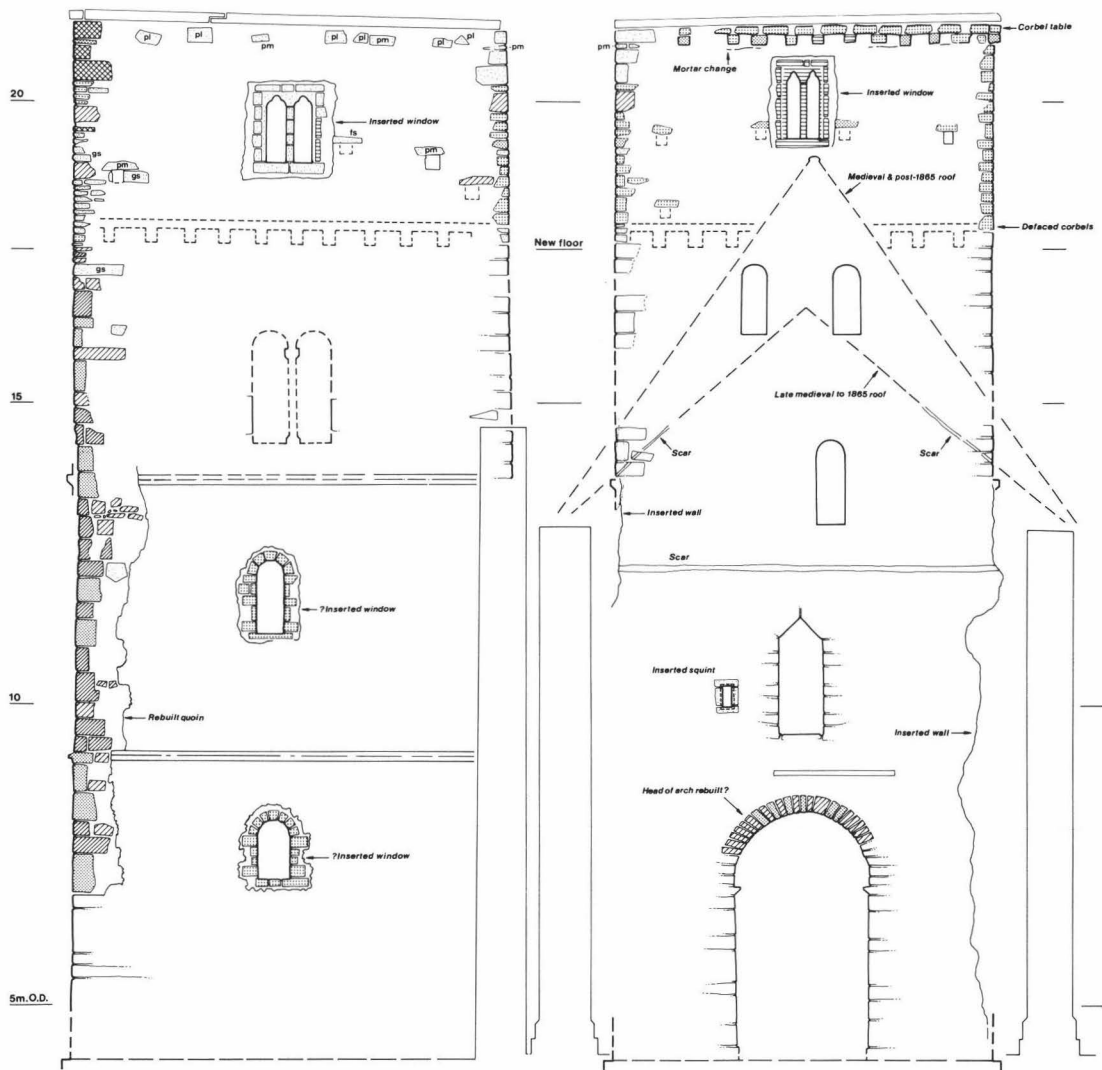 pl
pl
pm
pl
pl
pm
pl
pl
pm
20
Inserted window
fs
gs
pm
gs
pm
gs
15
?Inserted window
10
Rebuilt quoin
?Inserted window
5m.O.D.
New floor
Corbel table
pm
Mortar change
Inserted window
Medieval & post-1865 roof
Defaced corbels
Late medieval to 1865 roof
Scar
Scar
Inserted wall
Scar
Inserted squint
Inserted wall
Head of arch rebuilt?